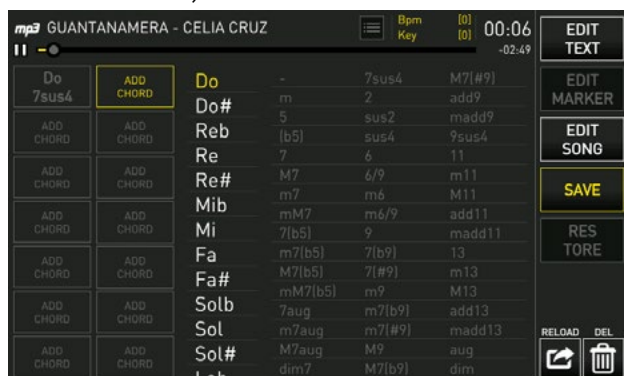 mp3 GUANTANAMERA - CELIA CRUZ
Bpm [0]
Key [0]
00:06
-02:49
EDIT TEXT
EDIT MARKER
EDIT SONG
SAVE
RES TORE
RELOAD DEL
Do 7sus4
ADD CHORD
ADD CHORD
ADD CHORD
ADD CHORD
ADD CHORD
ADD CHORD
ADD CHORD
ADD CHORD
ADD CHORD
ADD CHORD
ADD CHORD
ADD CHORD
ADD CHORD
ADD CHORD
Do
Do#
Reb
Re
Re#
Mib
Mi
Fa
Fa#
Solb
Sol
Sol#
- 7sus4 M7(#9)
m 2 add9
5 sus2 madd9
(b5) sus4 9sus4
7 6 11
M7 6/9 m11
m7 m6 M11
mM7 m6/9 add11
7(b5) 9 madd11
m7(b5) 7(b9) 13
M7(b5) 7(#9) m13
mM7(b5) m9 M13
7aug m7(b9) add13
m7aug m7(#9) madd13
M7aug M9 aug
dim7 M7(b9) dim